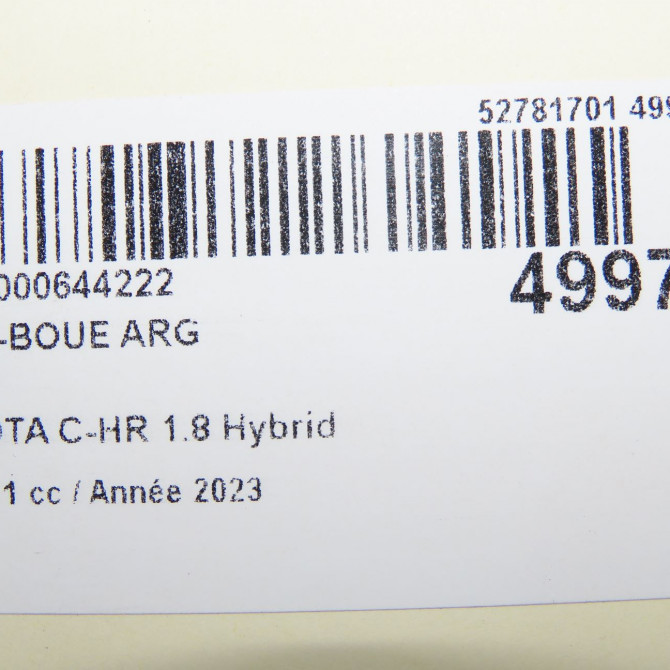 52781701 499
000644222
4997
-BOUE ARG
OTA C-HR 1.8 Hybrid
1 cc / Année 2023